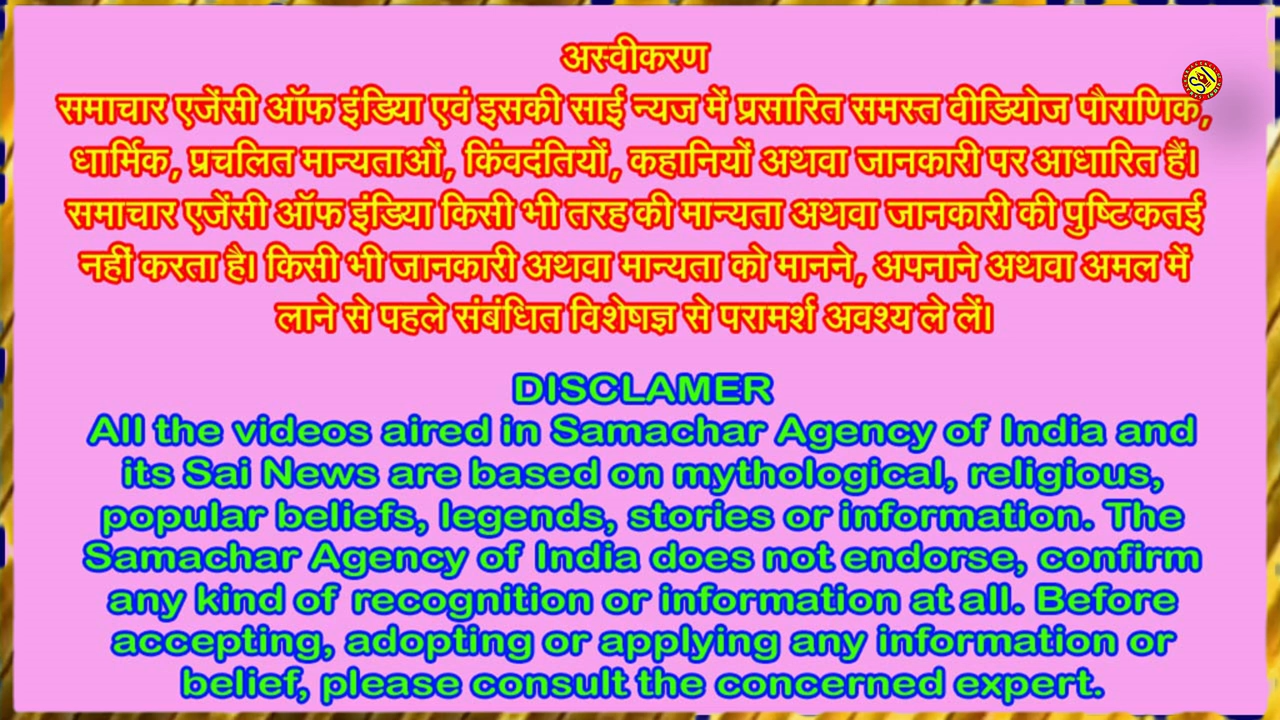 अस्वीकरण
समाचार एजेंसी ऑफ इंडिया एवं इसकी साई न्यज में प्रसारित समस्त वीडियोज पौराणिक,
धार्मिक, प्रचलित मान्यताओं, किंवदंतियों, कहानियों अथवा जानकारी पर आधारित हैं।
समाचार एजेंसी ऑफ इंडिया किसी भी तरह की मान्यता अथवा जानकारी की पुष्टि कतई
नहीं करता है। किसी भी जानकारी अथवा मान्यता को मानने, अपनाने अथवा अमल में
लाने से पहले संबंधित विशेषज्ञ से परामर्श अवश्य ले लें।
DISCLAMER
All the videos aired in Samachar Agency of India and
its Sai News are based on mythological, religious,
popular beliefs, legends, stories or information. The
Samachar Agency of India does not endorse, confirm
any kind of recognition or information at all. Before
accepting, adopting or applying any information or
belief, please consult the concerned expert.